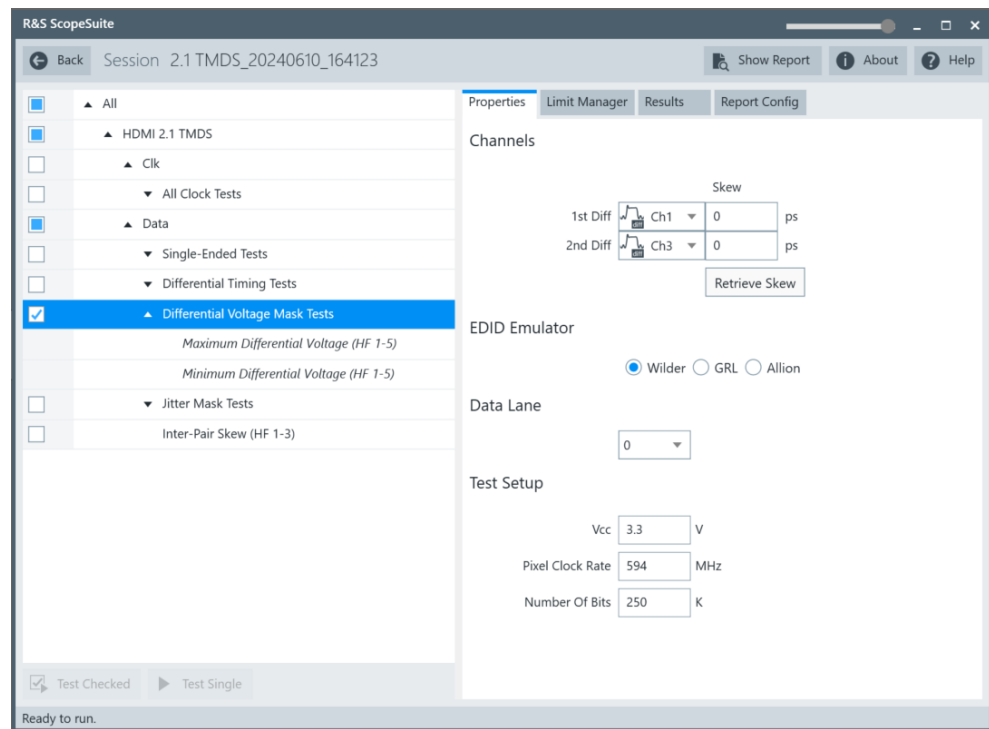 R&S ScopeSuite
Back Session 2.1 TMDS_20240610_164123 Show Report About Help
All
HDMI 2.1 TMDS
Clk
All Clock Tests
Data
Single-Ended Tests
Differential Timing Tests
Differential Voltage Mask Tests
Maximum Differential Voltage (HF 1-5)
Minimum Differential Voltage (HF 1-5)
Jitter Mask Tests
Inter-Pair Skew (HF 1-3)
Test Checked Test Single
Ready to run.
Properties Limit Manager Results Report Config
Channels
Skew
1st Diff Ch1 0 ps
2nd Diff Ch3 0 ps
Retrieve Skew
EDID Emulator
Wilder GRL Allion
Data Lane
0
Test Setup
Vcc 3.3 V
Pixel Clock Rate 594 MHz
Number Of Bits 250 K